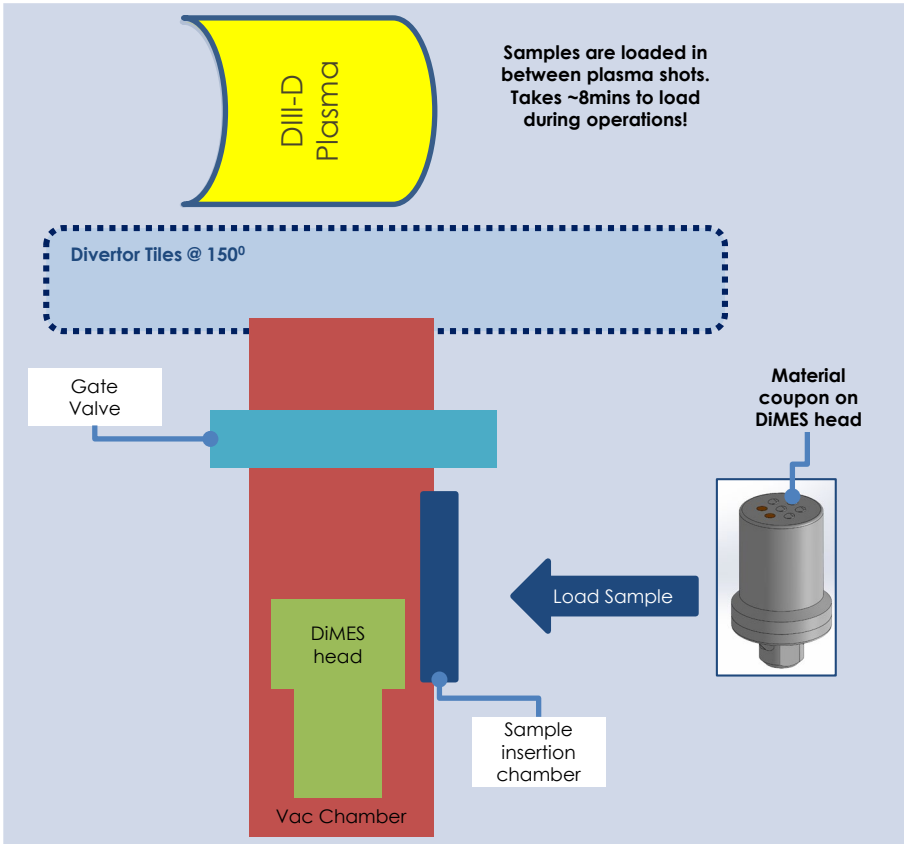 Samples are loaded in
between plasma shots.
Takes ~8mins to load
during operations!
DIII-D
Plasma
Divertor Tiles @ 150⁰
Gate
Valve
Material
coupon on
DiMES head
Load Sample
DiMES
head
Sample
insertion
chamber
Vac Chamber